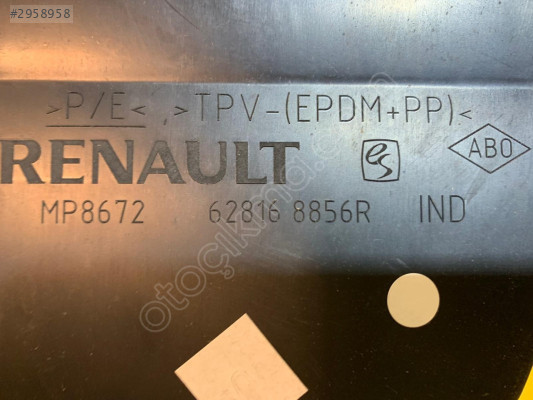 #2958958
>P/E< ,>TPV-(EPDM+PP)<
RENAULT
ABO
MP8672 62816 8856R IND
otoçıkma.com